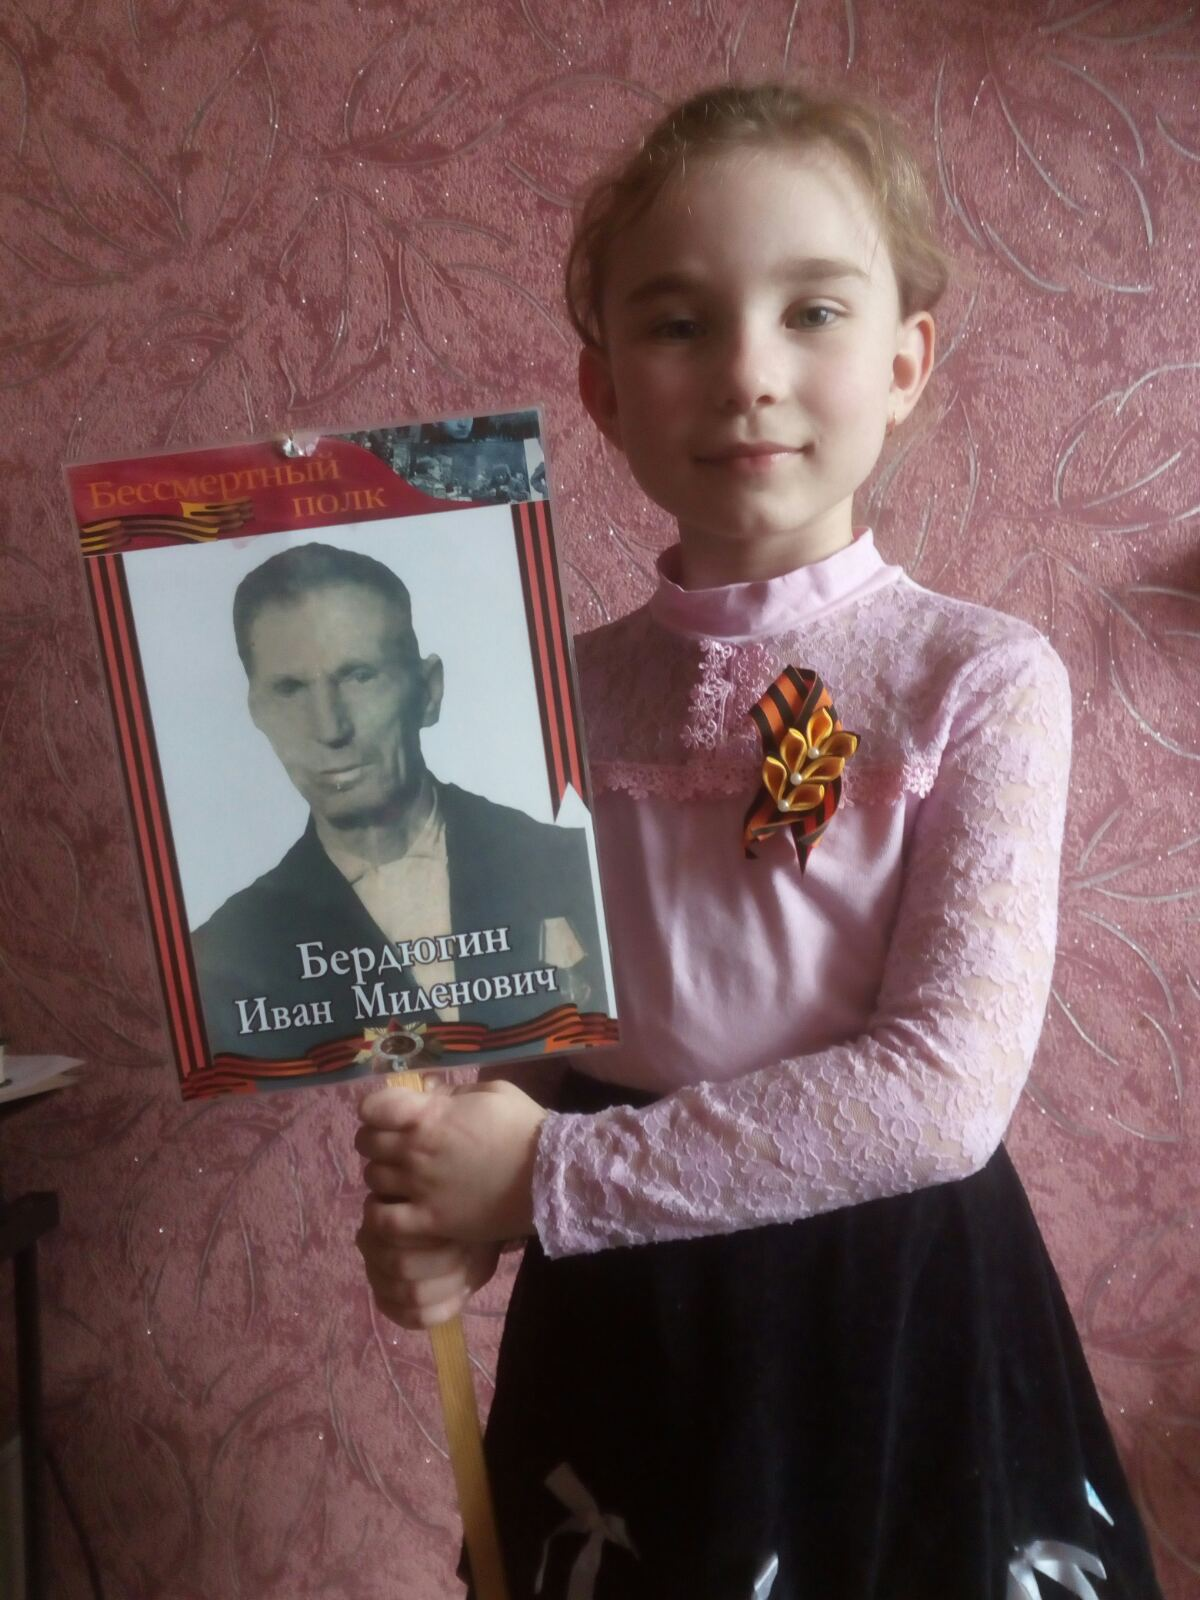 Бессмертный
полк
Бердюгин
Иван Миленович